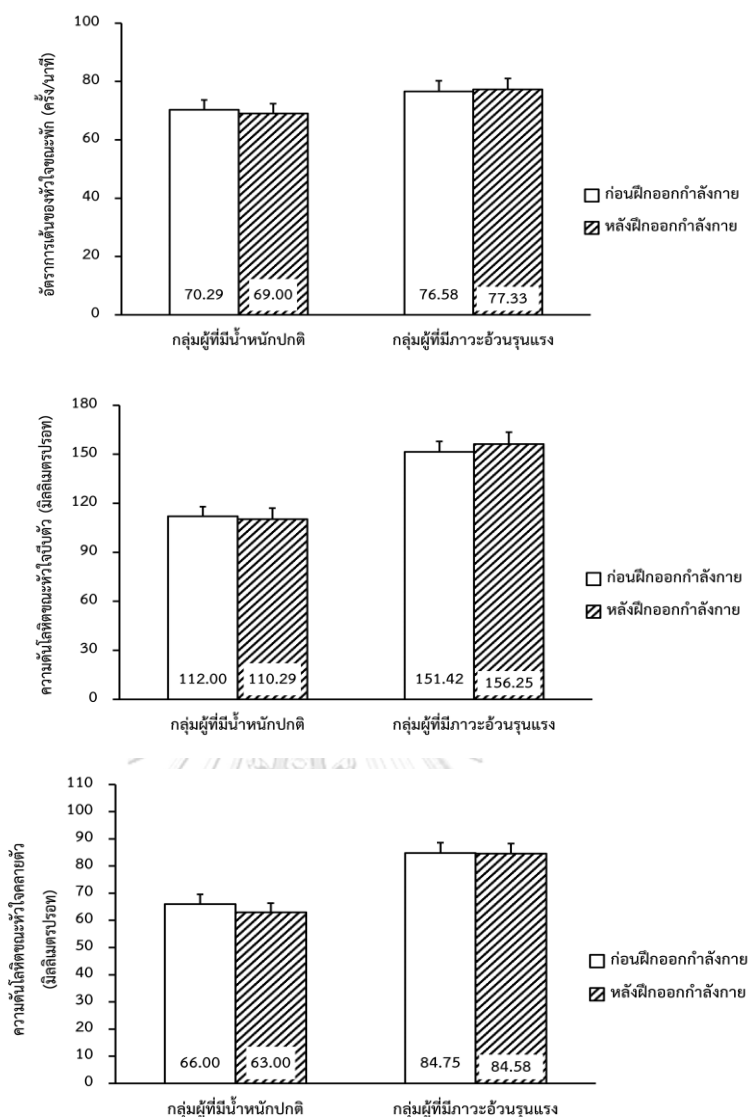 อัตราการเต้นของหัวใจขณะพัก (ครั้ง/นาที)
100
80
60
40
20
0
70.29
69.00
76.58
77.33
กลุ่มผู้ที่มีน้ำหนักปกติ
กลุ่มผู้ที่มีภาวะอ้วนรุนแรง
ก่อนฝึกออกกำลังกาย
หลังฝึกออกกำลังกาย
ความดันโลหิตขณะหัวใจบีบตัว (มิลลิเมตรปรอท)
180
150
120
90
60
30
0
112.00
110.29
151.42
156.25
กลุ่มผู้ที่มีน้ำหนักปกติ
กลุ่มผู้ที่มีภาวะอ้วนรุนแรง
ก่อนฝึกออกกำลังกาย
หลังฝึกออกกำลังกาย
ความดันโลหิตขณะหัวใจคลายตัว
(มิลลิเมตรปรอท)
110
100
90
80
70
60
50
40
30
20
10
0
66.00
63.00
84.75
84.58
กลุ่มผู้ที่มีน้ำหนักปกติ
กลุ่มผู้ที่มีภาวะอ้วนรุนแรง
ก่อนฝึกออกกำลังกาย
หลังฝึกออกกำลังกาย